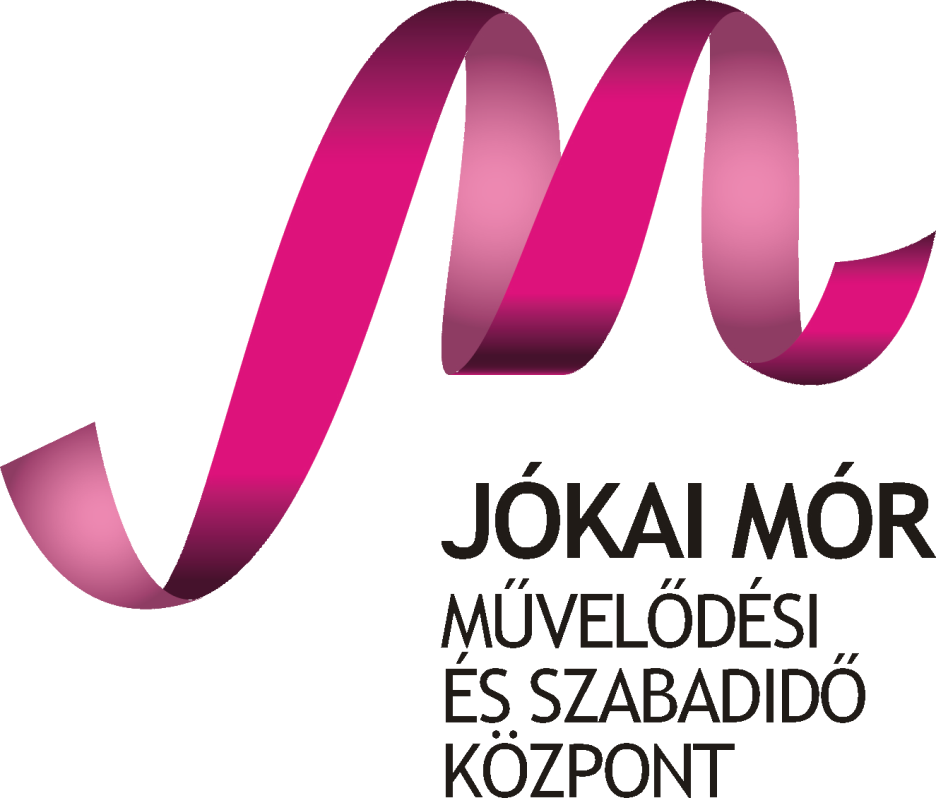 JÓKAI MÓR
MŰVELŐDÉSI
ÉS SZABADIDŐ
KÖZPONT